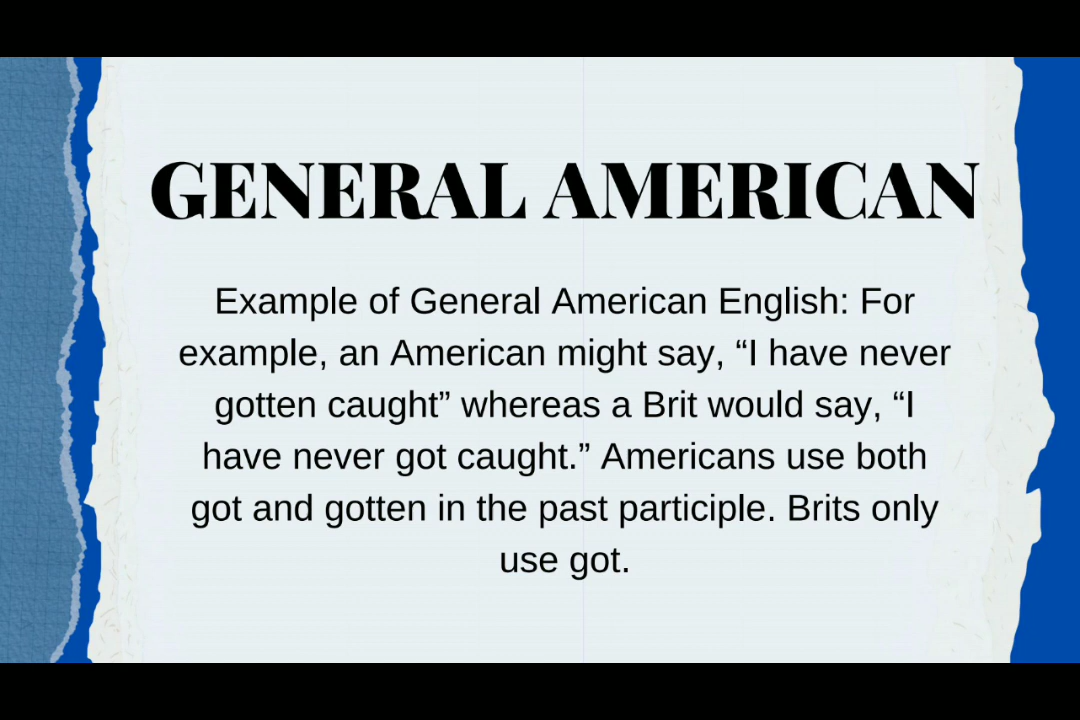 GENERAL AMERICAN
Example of General American English: For
example, an American might say, “I have never
gotten caught” whereas a Brit would say, “I
have never got caught.” Americans use both
got and gotten in the past participle. Brits only
use got.